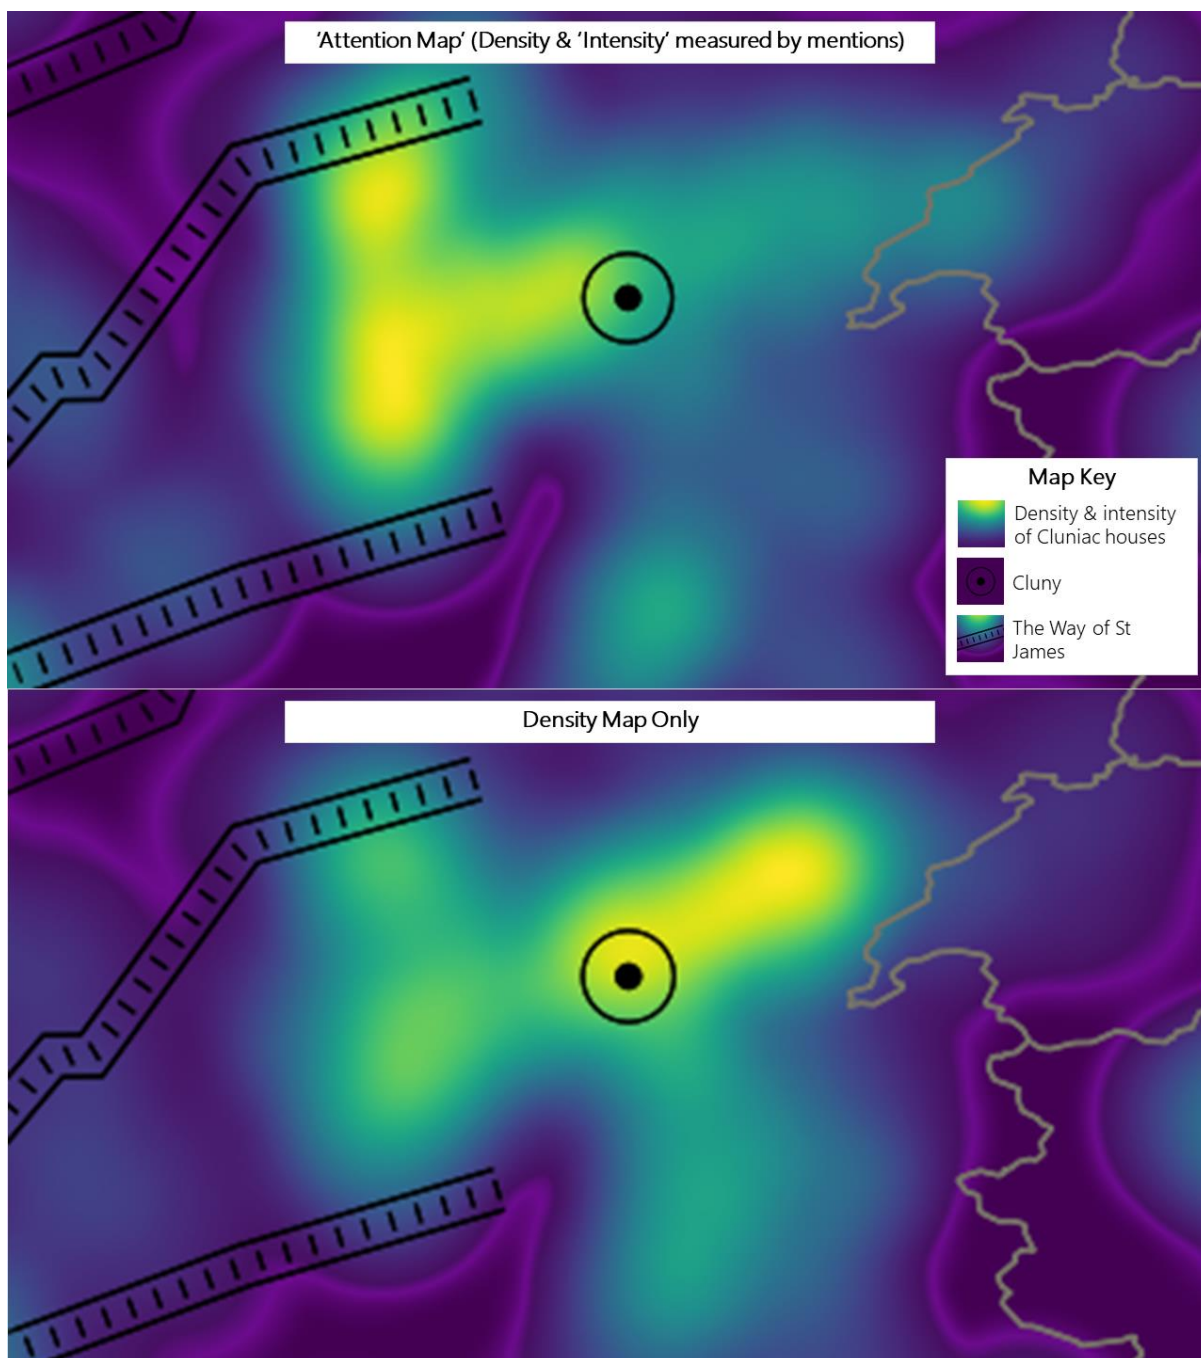 ‘Attention Map’ (Density & ‘Intensity’ measured by mentions)
Map Key
Density & intensity
of Cluniac houses
Cluny
The Way of St
James
Density Map Only